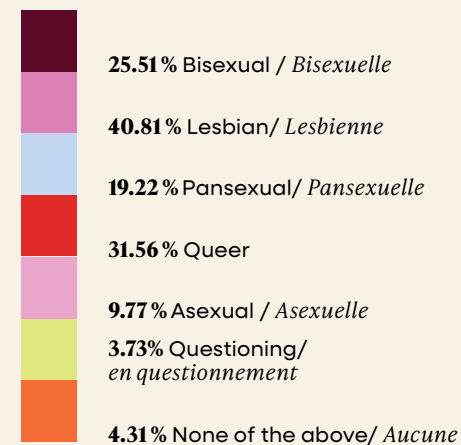 25.51% Bisexual / Bisexuelle
40.81% Lesbian/ Lesbienne
19.22% Pansexual/ Pansexuelle
31.56% Queer
9.77% Asexual / Asexuelle
3.73% Questioning/
en questionnement
4.31% None of the above/ Aucune